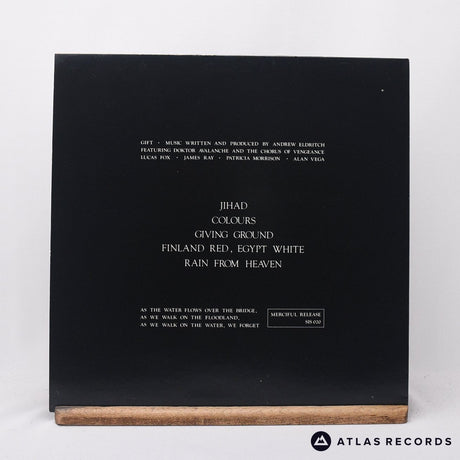 GIFT · MUSIC WRITTEN AND PRODUCED BY ANDREW ELDRITCH
FEATURING DOKTOR AVALANCHE AND THE CHORUS OF VENGEANCE
LUCAS FOX · JAMES RAY · PATRICIA MORRISON · ALAN VEGA
JIHAD
COLOURS
GIVING GROUND
FINLAND RED, EGYPT WHITE
RAIN FROM HEAVEN
AS THE WATER FLOWS OVER THE BRIDGE,
AS WE WALK ON THE FLOODLAND,
AS WE WALK ON THE WATER, WE FORGET
MERCIFUL RELEASE
SIS 020
ATLAS RECORDS